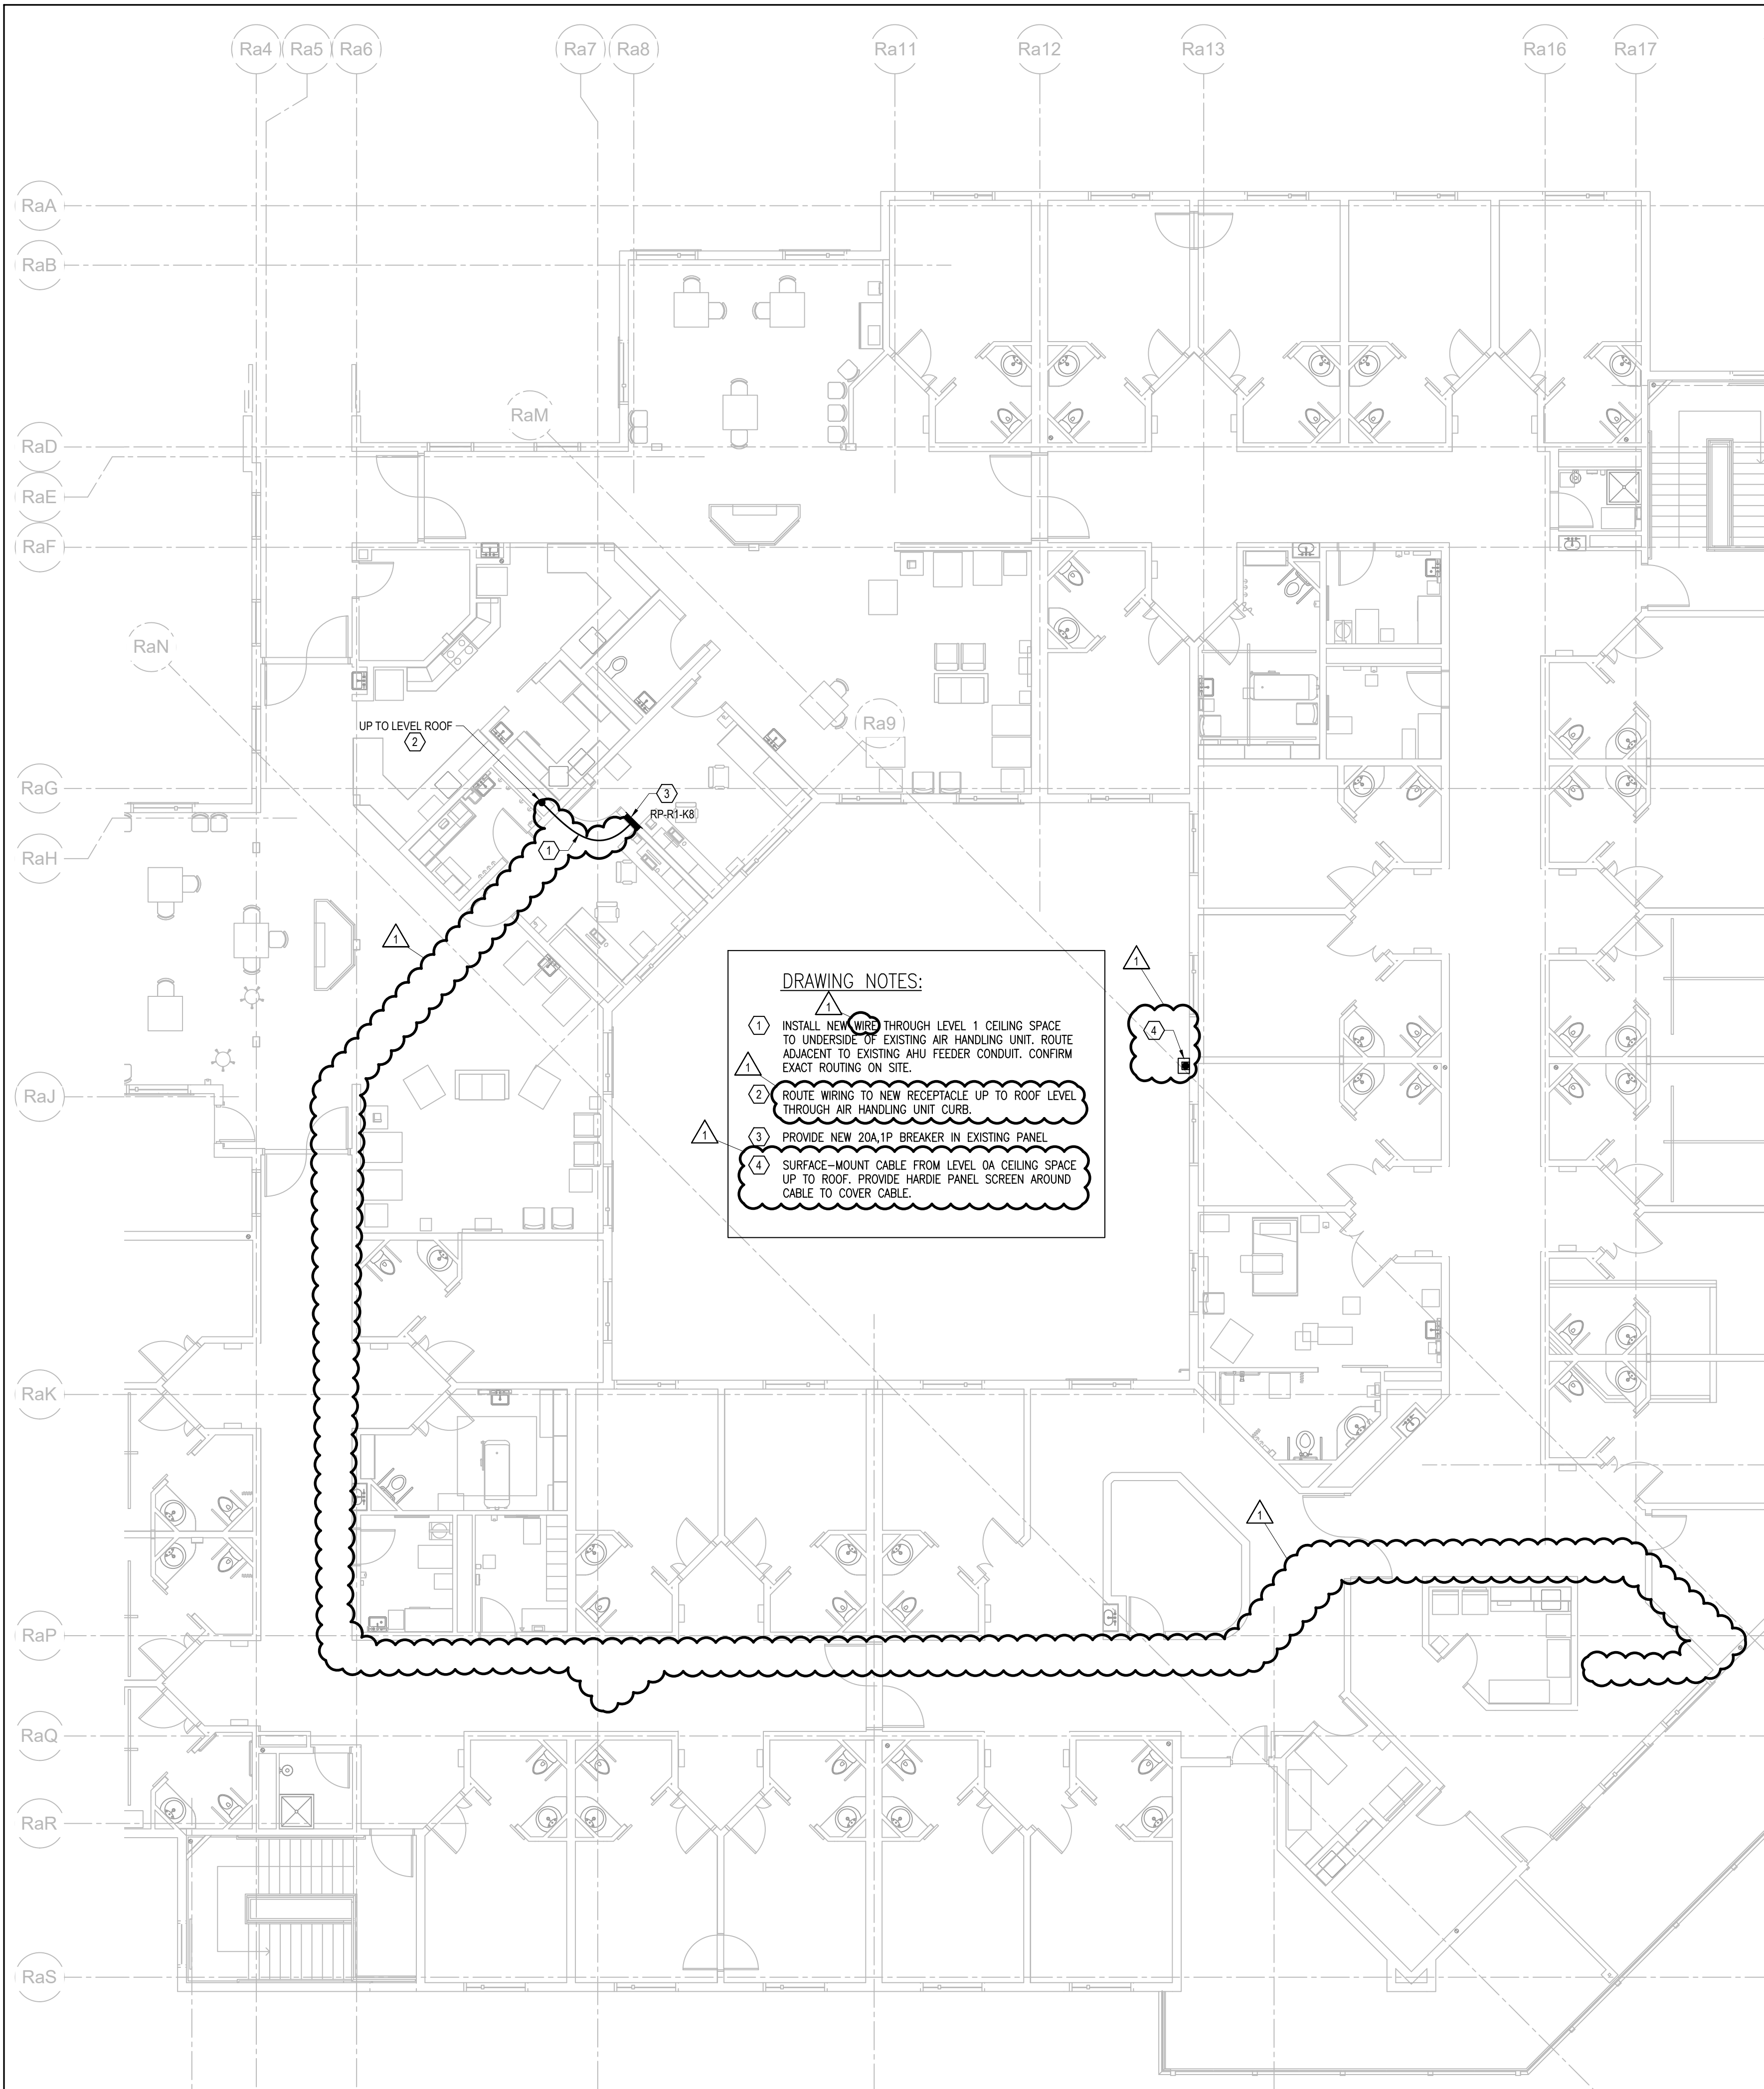 Ra4 Ra5 Ra6 Ra7 Ra8 Ra11 Ra12 Ra13 Ra16 Ra17
RaA
RaB
RaM
RaD
RaE
RaF
RaN
Ra9
UP TO LEVEL ROOF
2
RaG
3
RP-R1-K8
1
RaH
1
1
4
DRAWING NOTES:
1
1 INSTALL NEW WIRE THROUGH LEVEL 1 CEILING SPACE
TO UNDERSIDE OF EXISTING AIR HANDLING UNIT. ROUTE
ADJACENT TO EXISTING AHU FEEDER CONDUIT. CONFIRM
EXACT ROUTING ON SITE.
1
2 ROUTE WIRING TO NEW RECEPTACLE UP TO ROOF LEVEL
THROUGH AIR HANDLING UNIT CURB.
1
3 PROVIDE NEW 20A,1P BREAKER IN EXISTING PANEL
4 SURFACE-MOUNT CABLE FROM LEVEL 0A CEILING SPACE
UP TO ROOF. PROVIDE HARDIE PANEL SCREEN AROUND
CABLE TO COVER CABLE.
RaJ
RaK
1
RaP
RaQ
RaR
RaS